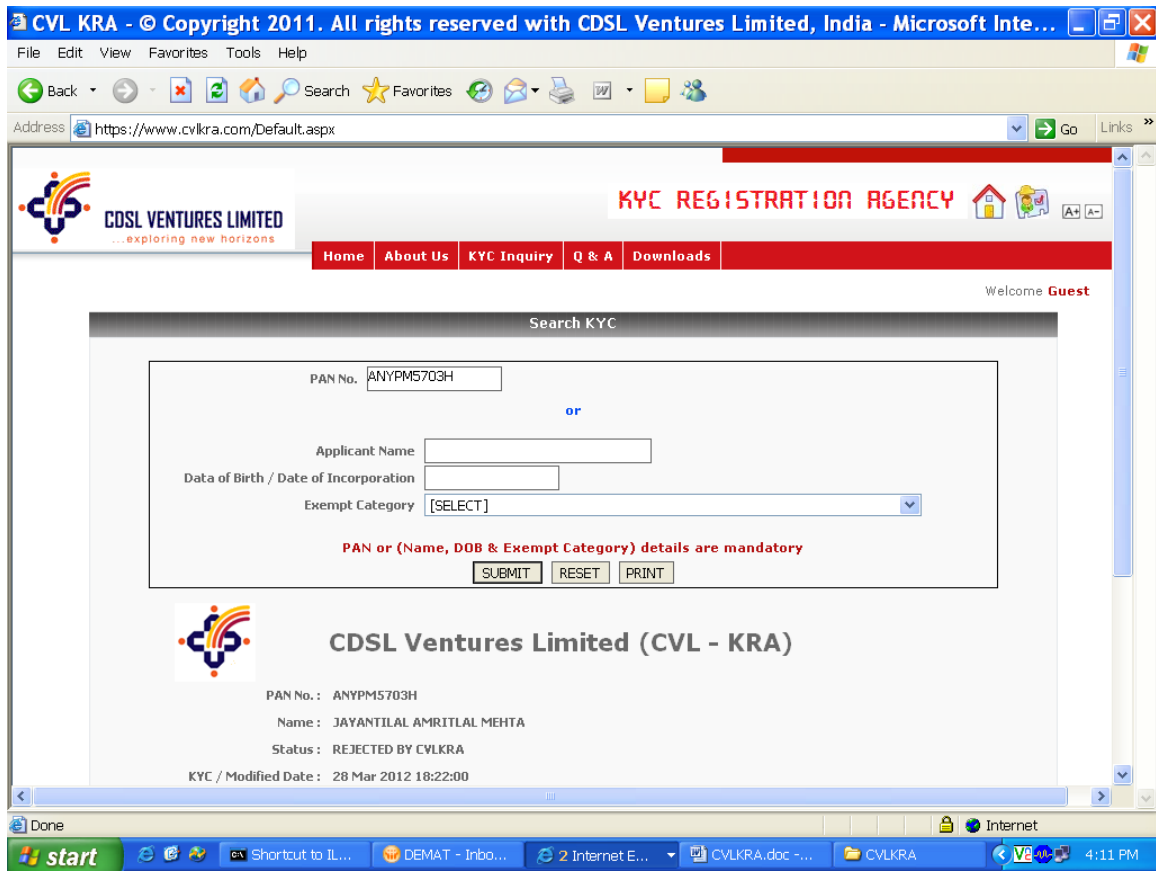 CVL KRA - © Copyright 2011. All rights reserved with CDSL Ventures Limited, India - Microsoft Inte...
File Edit View Favorites Tools Help
Back Search Favorites
Address https://www.cvlkra.com/Default.aspx Go Links »
CDSL VENTURES LIMITED
...exploring new horizons
KYC REGISTRATION AGENCY A+ A-
Home About Us KYC Inquiry Q & A Downloads
Welcome Guest
Search KYC
PAN No. ANYPM5703H
or
Applicant Name
Data of Birth / Date of Incorporation
Exempt Category [SELECT]
PAN or (Name, DOB & Exempt Category) details are mandatory
SUBMIT RESET PRINT
CDSL Ventures Limited (CVL - KRA)
PAN No. : ANYPM5703H
Name : JAYANTILAL AMRITLAL MEHTA
Status : REJECTED BY CVLKRA
KYC / Modified Date : 28 Mar 2012 18:22:00
Done Internet
start Shortcut to IL... DEMAT - Inbo... 2 Internet E... CVLKRA.doc -... CVLKRA 4:11 PM